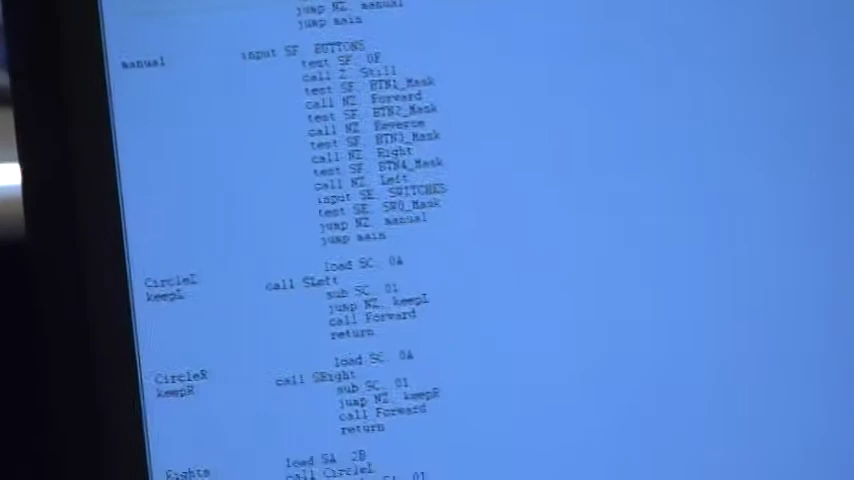 jump NZ, manual
jump main
manual input SF, BUTTONS
test SF, 0F
call Z, Still
test SF, BTN1_Mask
call NZ, Forward
test SF, BTN2_Mask
call NZ, Reverse
test SF, BTN3_Mask
call NZ, Right
test SF, BTN4_Mask
call NZ, Left
input SE, SWITCHES
test SE, SW0_Mask
jump NZ, manual
jump main
load SC, 0A
CircleL call SLeft
keepL sub SC, 01
jump NZ, keepL
call Forward
return
load SC, 0A
CircleR call SRight
keepR sub SC, 01
jump NZ, keepR
call Forward
return
Eights load SA, 2B
call CircleL
SA, 01